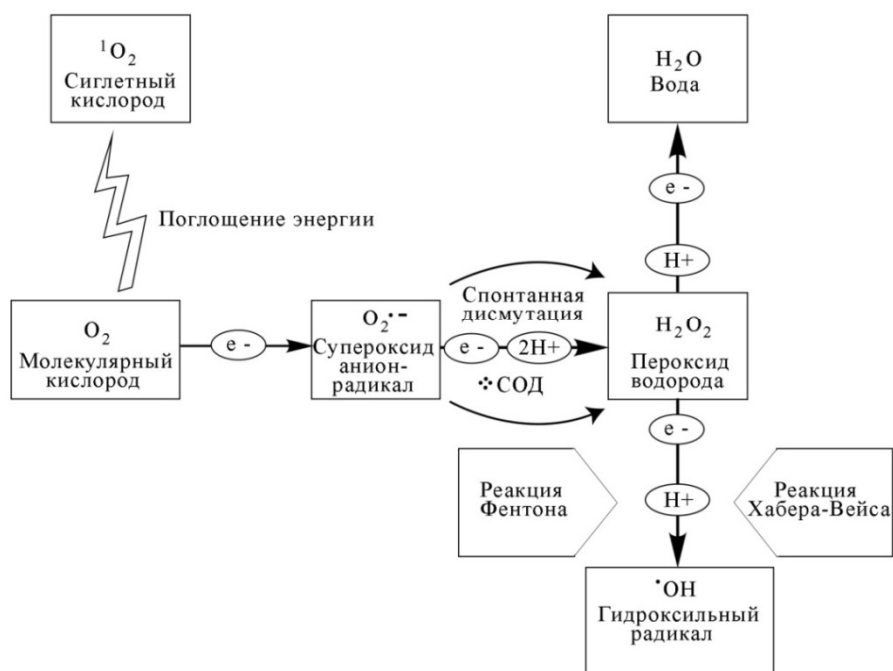 ¹O₂
Сиглетный
кислород
H₂O
Вода
Поглощение энергии
e -
H+
O₂
Молекулярный
кислород
e -
O₂•-
Супероксид
анион-
радикал
Спонтанная
дисмутация
e -
2H+
СОД
H₂O₂
Пероксид
водорода
e -
H+
Реакция
Фентона
Реакция
Хабера-Вейса
•OH
Гидроксильный
радикал